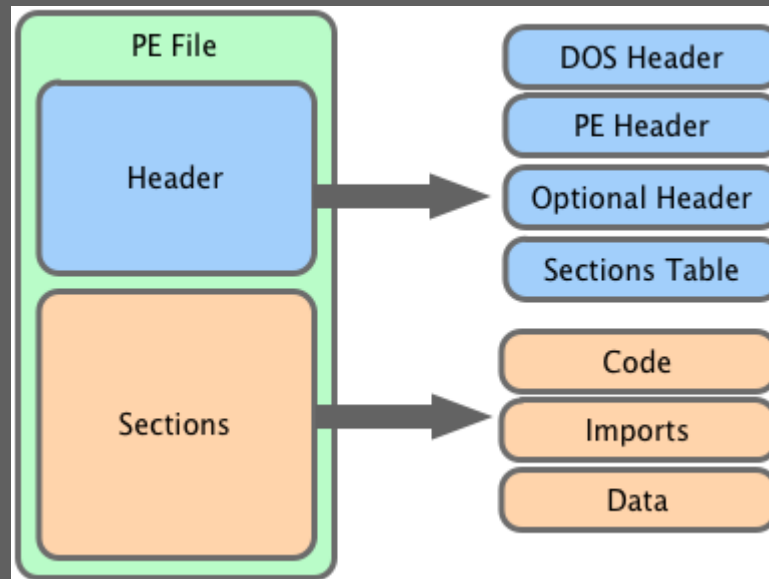 PE File
Header
Sections
DOS Header
PE Header
Optional Header
Sections Table
Code
Imports
Data